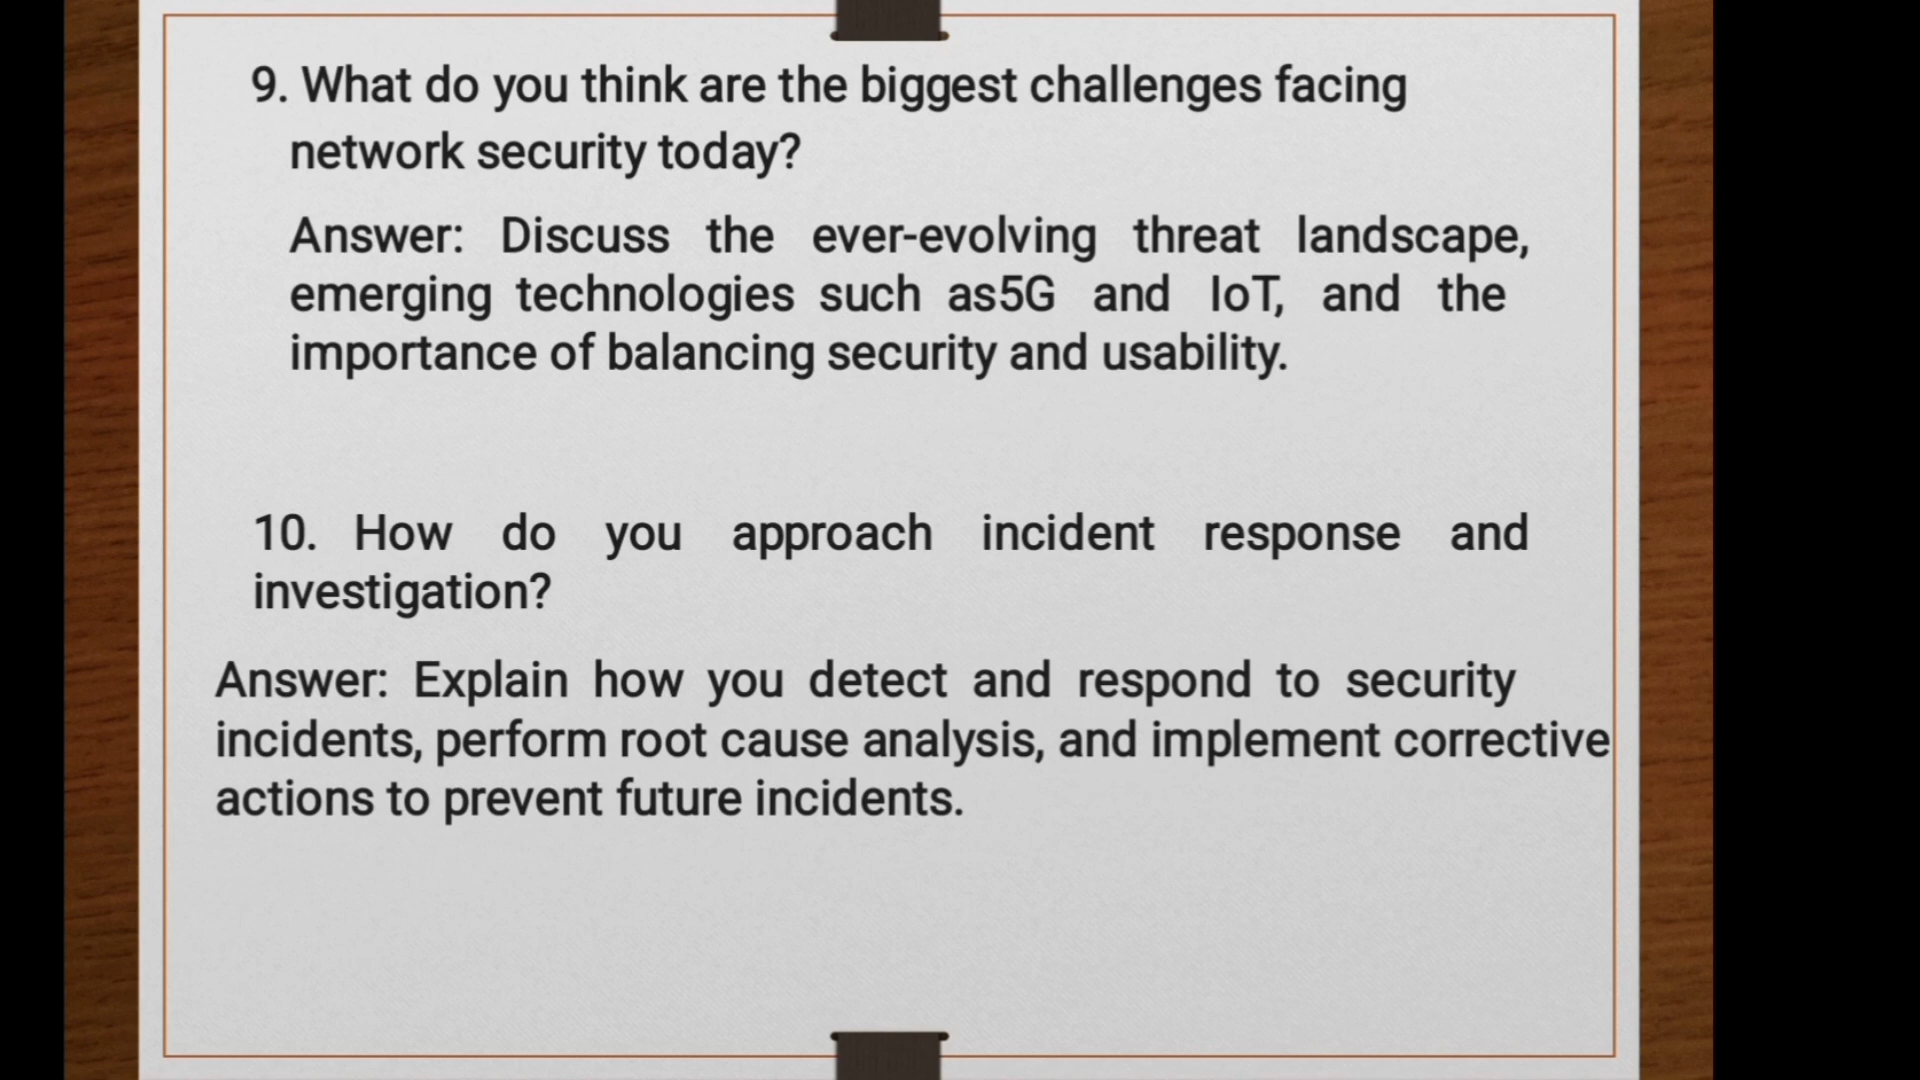 9. What do you think are the biggest challenges facing
network security today?
Answer: Discuss the ever-evolving threat landscape,
emerging technologies such as5G and IoT, and the
importance of balancing security and usability.
10. How do you approach incident response and
investigation?
Answer: Explain how you detect and respond to security
incidents, perform root cause analysis, and implement corrective
actions to prevent future incidents.